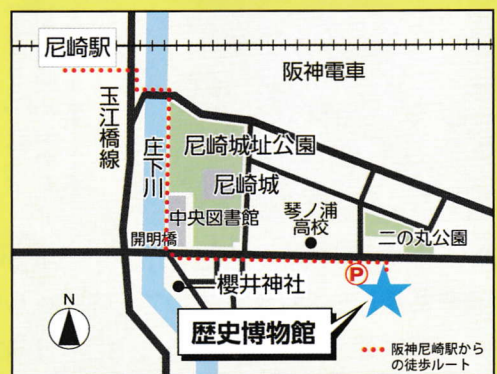 尼崎駅
阪神電車
玉江橋線
庄下川
尼崎城址公園
尼崎城
中央図書館
琴ノ浦
高校
二の丸公園
開明橋
P
櫻井神社
歴史博物館
N
阪神尼崎駅から
の徒歩ルート